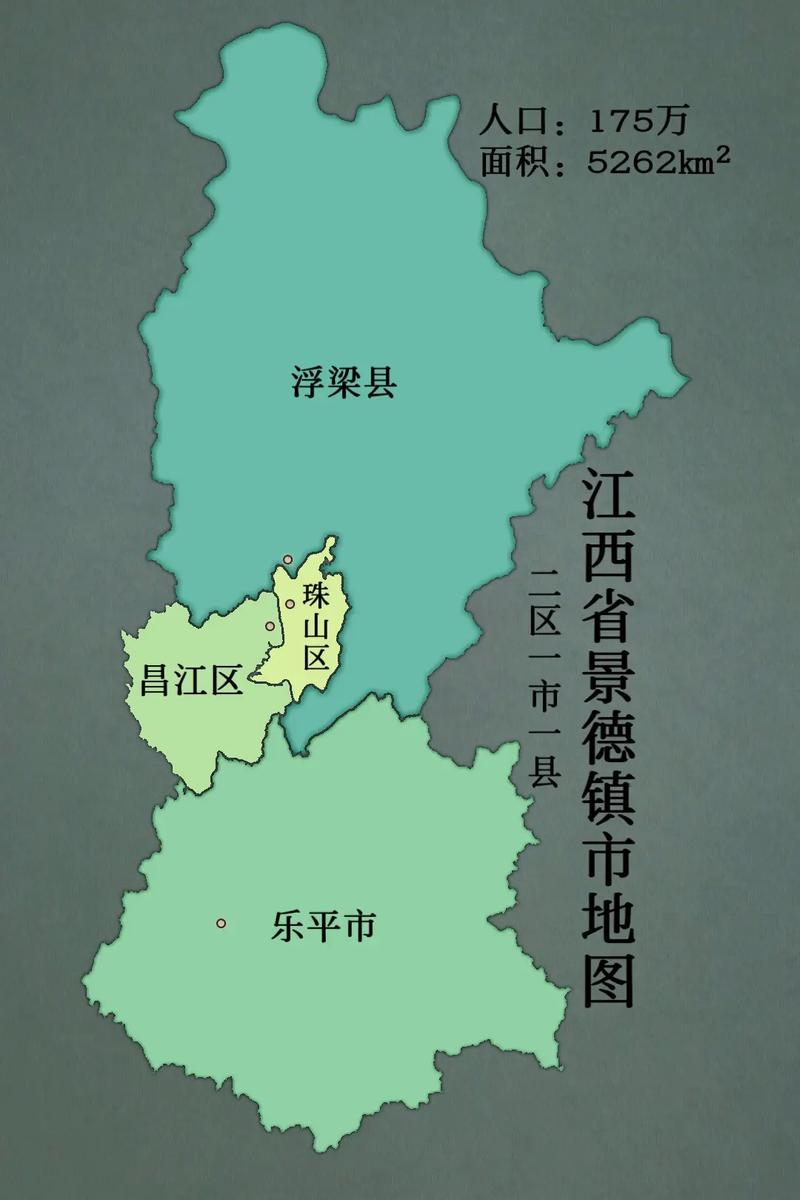 人口：175万
面积：5262km²
浮梁县
江西省景德镇市地图
二区一市一县
珠山区
昌江区
乐平市